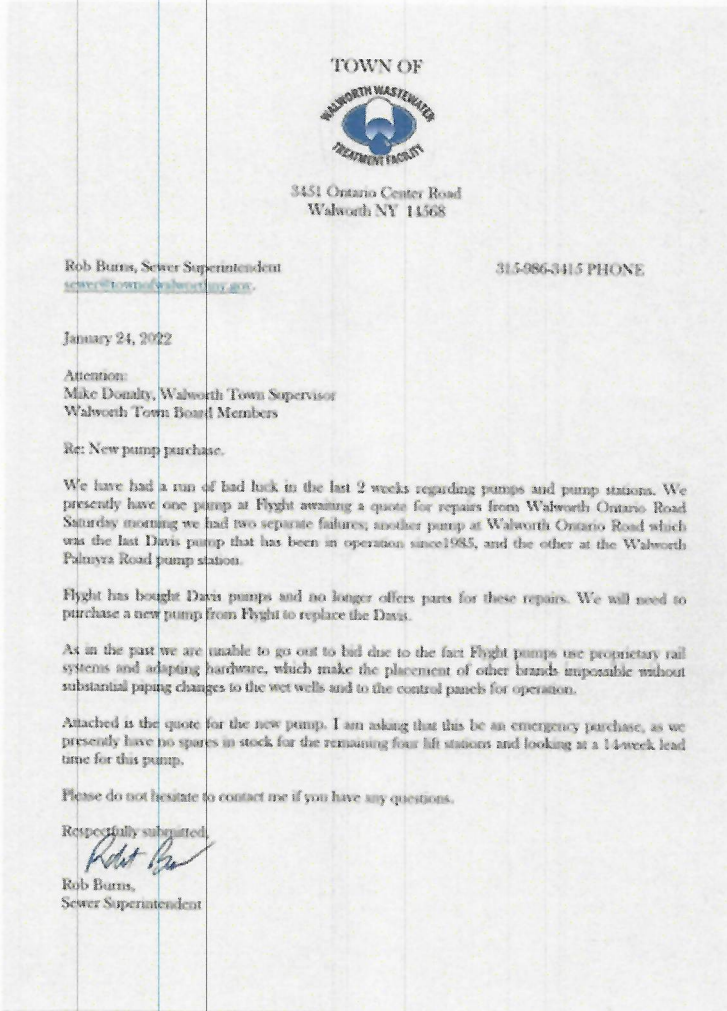 TOWN OF
WALWORTH WASTEWATER
TREATMENT FACILITY
3451 Ontario Center Road
Walworth NY 14568
Rob Burns, Sewer Superintendent
315-986-3415 PHONE
sewer@townofwalworthny.gov.
January 24, 2022
Attention:
Mike Donalty, Walworth Town Supervisor
Walworth Town Board Members
Re: New pump purchase.
We have had a run of bad luck in the last 2 weeks regarding pumps and pump stations. We
presently have one pump at Flyght awaiting a quote for repairs from Walworth Ontario Road
Saturday morning we had two separate failures; another pump at Walworth Ontario Road which
was the last Davis pump that has been in operation since1985, and the other at the Walworth
Palmyra Road pump station.
Flyght has bought Davis pumps and no longer offers parts for these repairs. We will need to
purchase a new pump from Flyght to replace the Davis.
As in the past we are unable to go out to bid due to the fact Flyght pumps use proprietary rail
systems and adapting hardware, which make the placement of other brands impossible without
substantial piping changes to the wet wells and to the control panels for operation.
Attached is the quote for the new pump. I am asking that this be an emergency purchase, as we
presently have no spares in stock for the remaining four lift stations and looking at a 14-week lead
time for this pump.
Please do not hesitate to contact me if you have any questions.
Respectfully submitted,
Rob Burns,
Sewer Superintendent